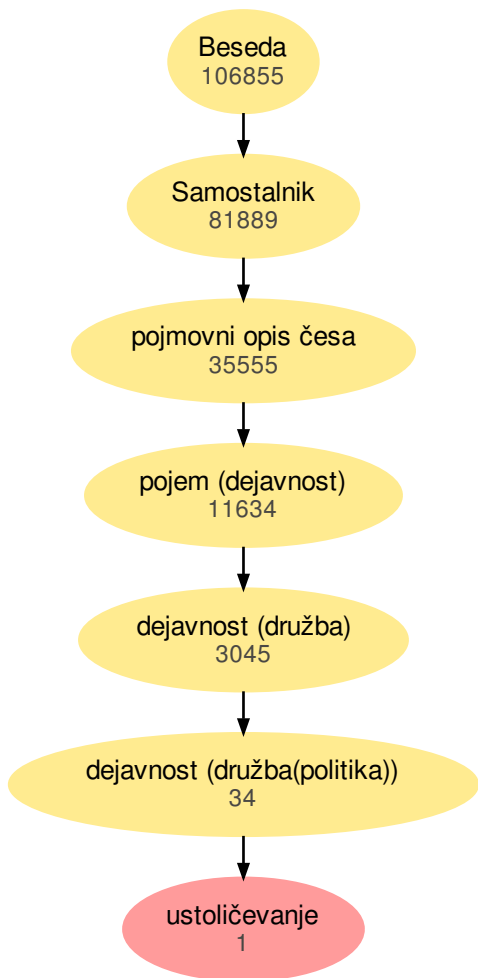 Beseda
106855
Samostalnik
81889
pojmovni opis česa
35555
pojem (dejavnost)
11634
dejavnost (družba)
3045
dejavnost (družba(politika))
34
ustoličevanje
1